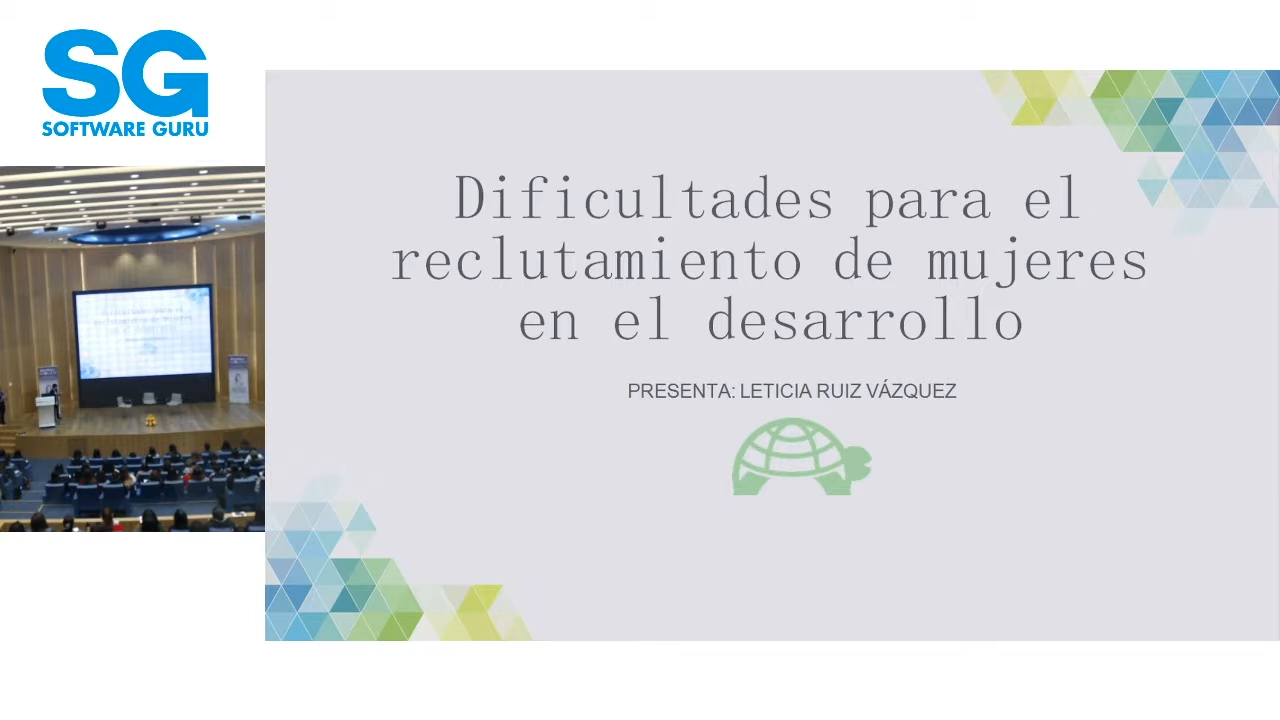 SG
SOFTWARE GURU
Dificultades para el
reclutamiento de mujeres
en el desarrollo
PRESENTA: LETICIA RUIZ VÁZQUEZ